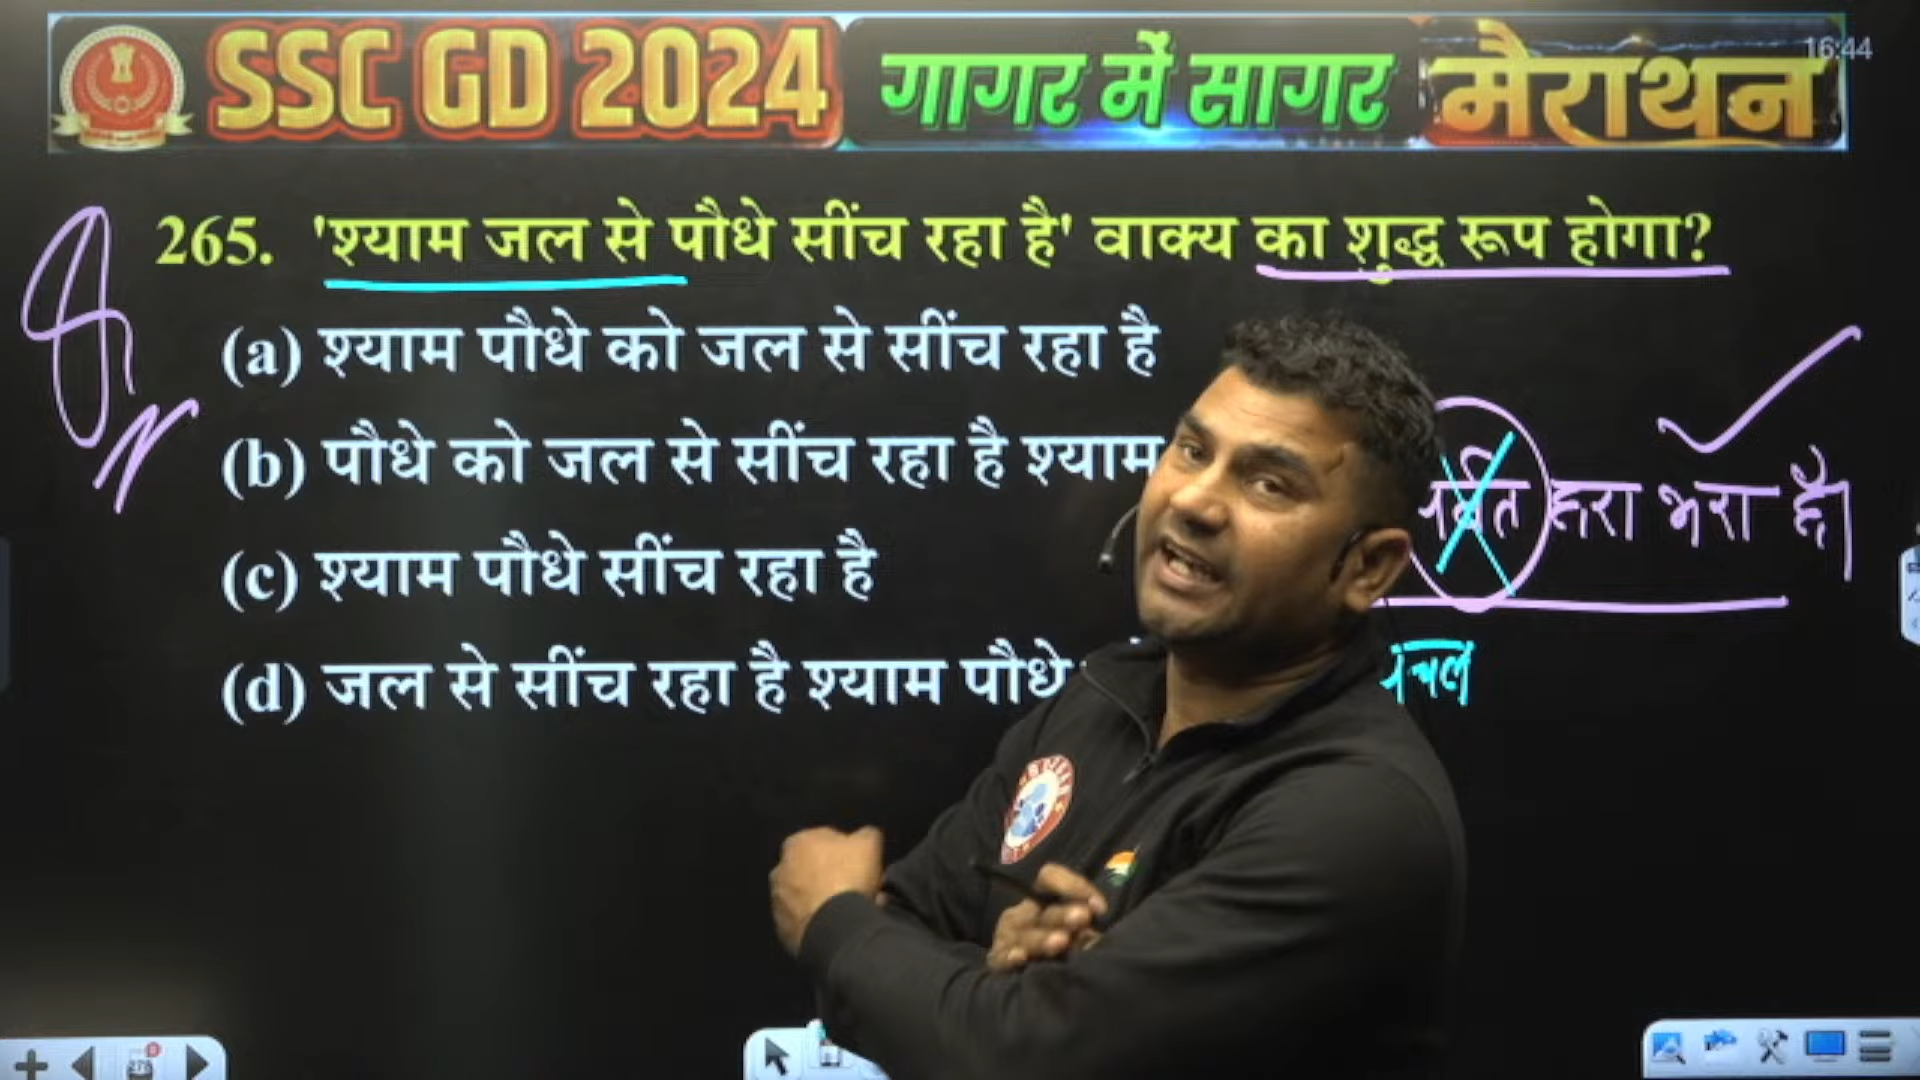 SSC GD 2024 गागर में सागर मैराथन
16:44
265. 'श्याम जल से पौधे सींच रहा है' वाक्य का शुद्ध रूप होगा?
(a) श्याम पौधे को जल से सींच रहा है
(b) पौधे को जल से सींच रहा है श्याम
(c) श्याम पौधे सींच रहा है
(d) जल से सींच रहा है श्याम पौधे
हरा भरा है।